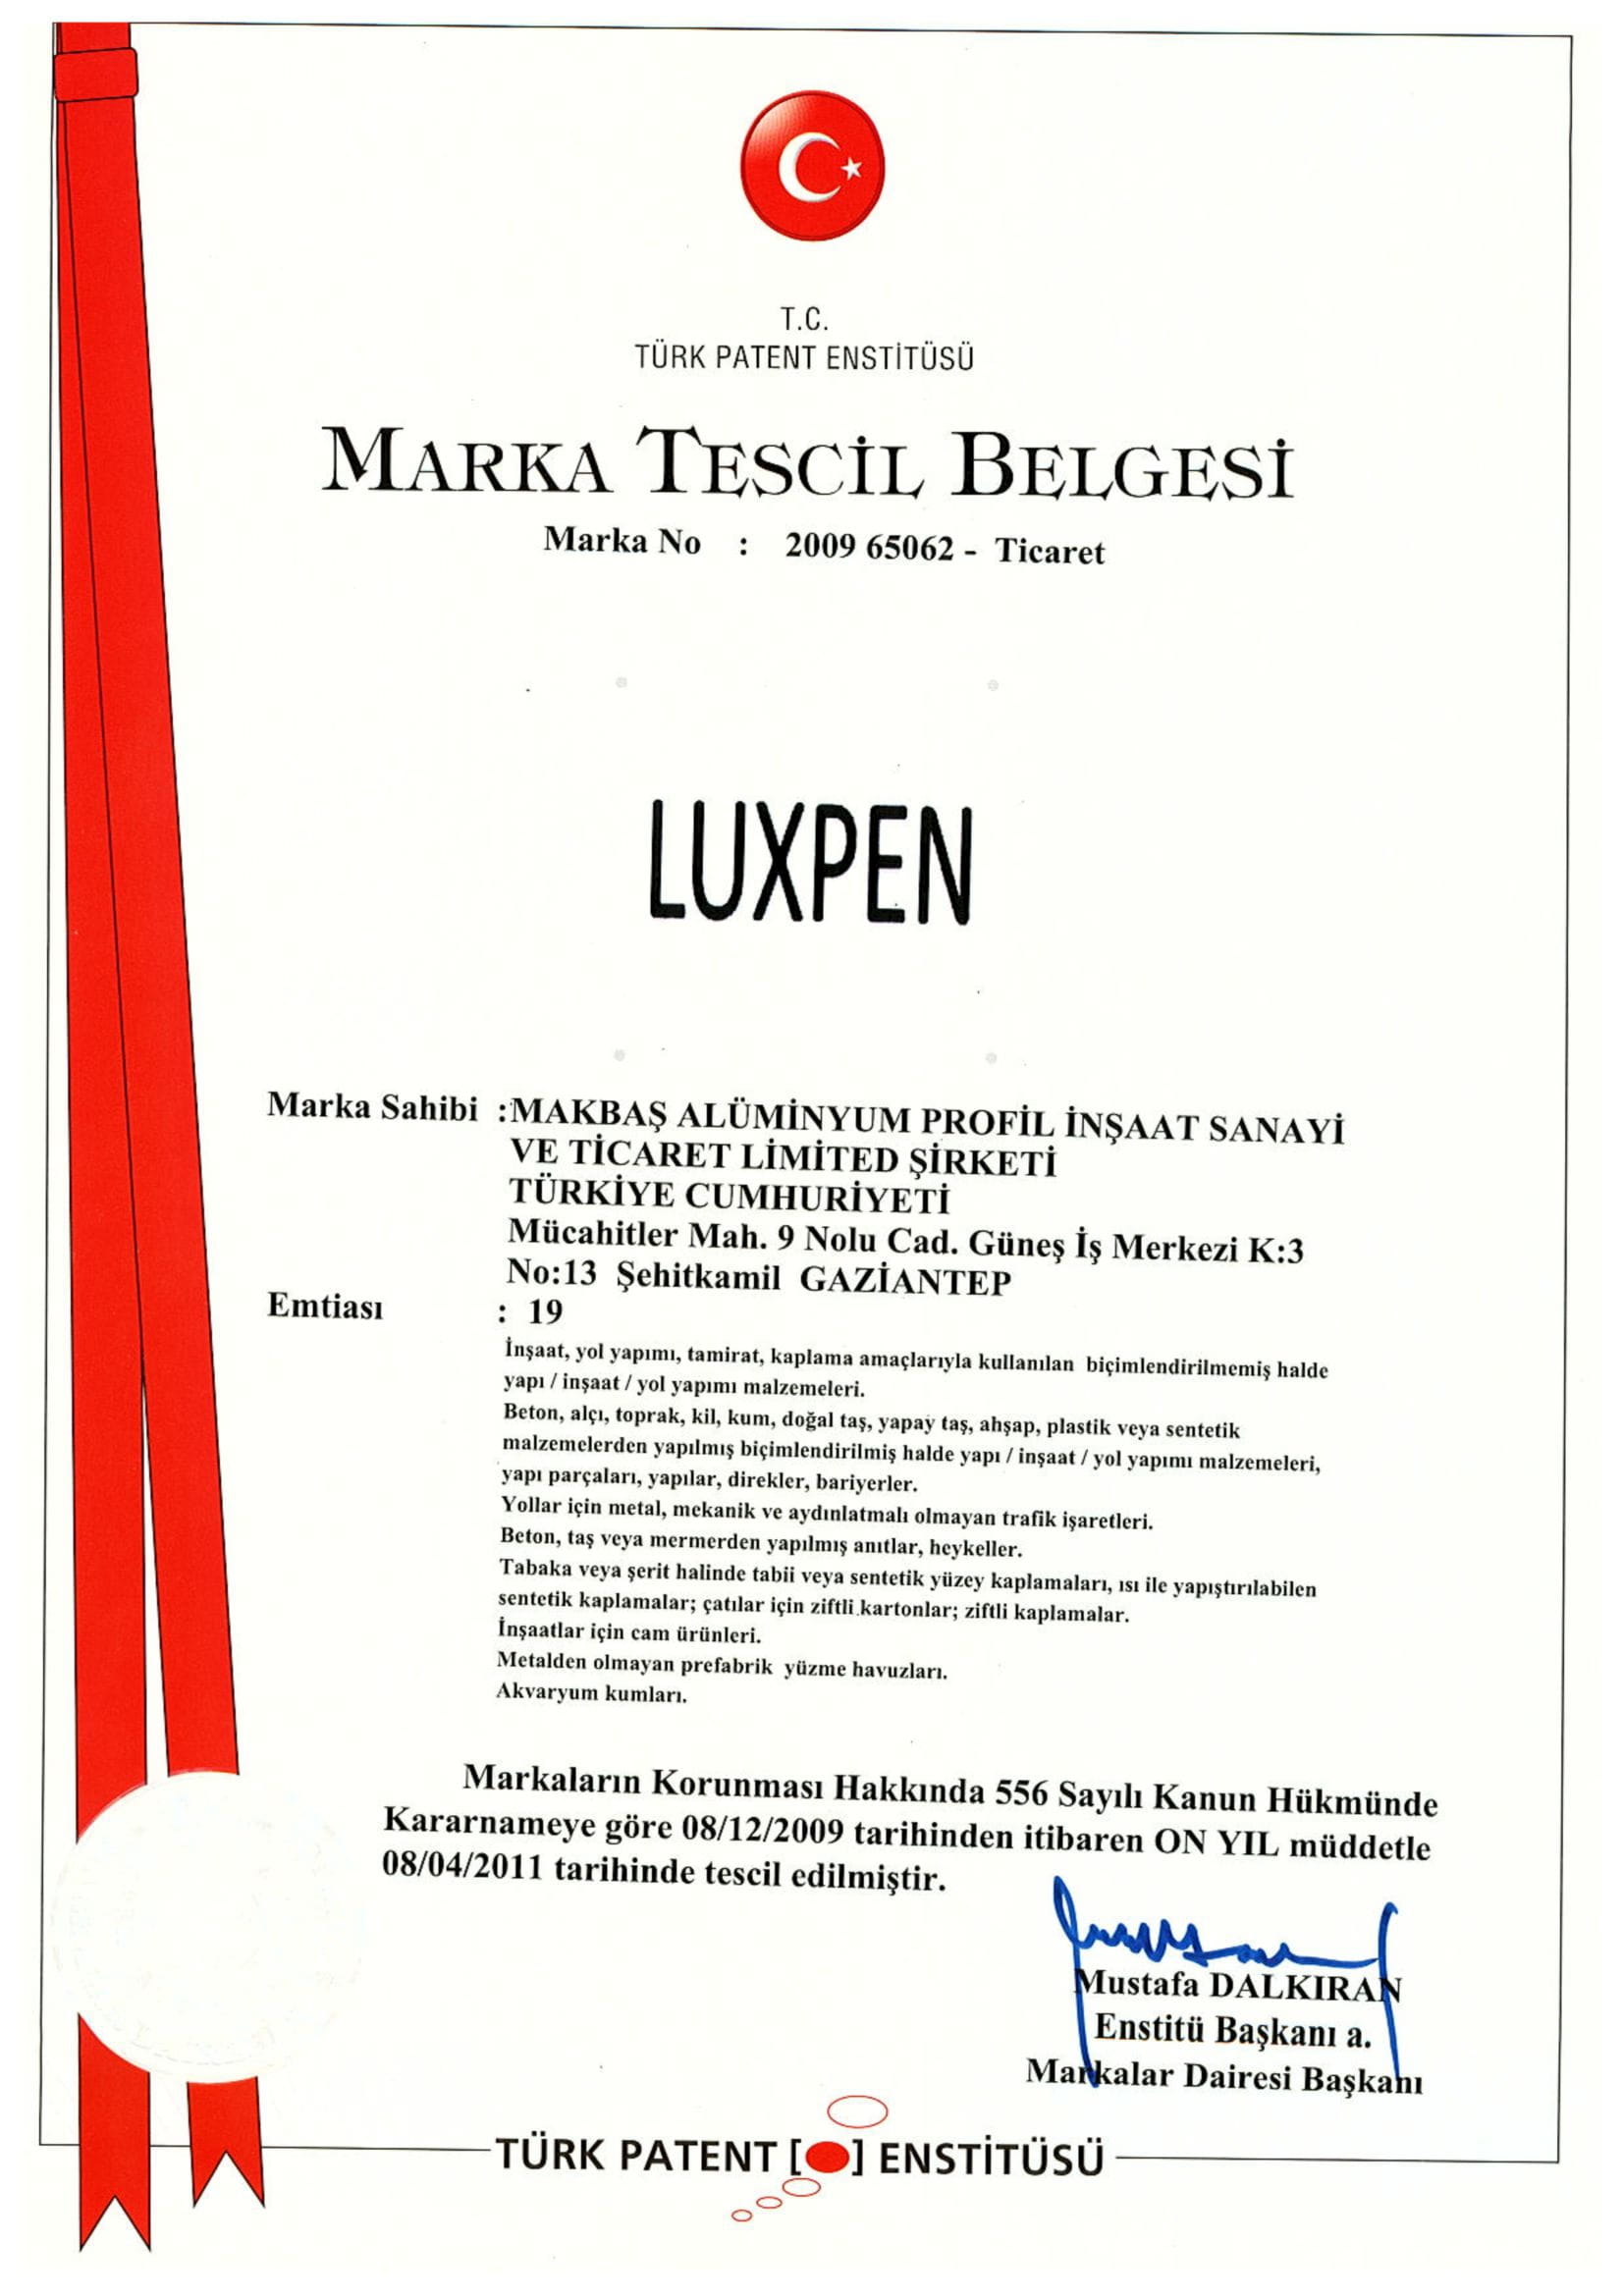 T.C.
TÜRK PATENT ENSTİTÜSÜ
MARKA TESCİL BELGESİ
Marka No : 2009 65062 - Ticaret
LUXPEN
Marka Sahibi :MAKBAŞ ALÜMİNYUM PROFİL İNŞAAT SANAYİ
VE TİCARET LİMİTED ŞİRKETİ
TÜRKİYE CUMHURİYETİ
Mücahitler Mah. 9 Nolu Cad. Güneş İş Merkezi K:3
No:13 Şehitkamil GAZİANTEP
Emtiası : 19
İnşaat, yol yapımı, tamirat, kaplama amaçlarıyla kullanılan biçimlendirilmemiş halde
yapı / inşaat / yol yapımı malzemeleri.
Beton, alçı, toprak, kil, kum, doğal taş, yapay taş, ahşap, plastik veya sentetik
malzemelerden yapılmış biçimlendirilmiş halde yapı / inşaat / yol yapımı malzemeleri,
yapı parçaları, yapılar, direkler, bariyerler.
Yollar için metal, mekanik ve aydınlatmalı olmayan trafik işaretleri.
Beton, taş veya mermerden yapılmış anıtlar, heykeller.
Tabaka veya şerit halinde tabii veya sentetik yüzey kaplamaları, ısı ile yapıştırılabilen
sentetik kaplamalar; çatılar için ziftli kartonlar; ziftli kaplamalar.
İnşaatlar için cam ürünleri.
Metalden olmayan prefabrik yüzme havuzları.
Akvaryum kumları.
Markaların Korunması Hakkında 556 Sayılı Kanun Hükmünde
Kararnameye göre 08/12/2009 tarihinden itibaren ON YIL müddetle
08/04/2011 tarihinde tescil edilmiştir.
Mustafa DALKIRAN
Enstitü Başkanı a.
Markalar Dairesi Başkanı
TÜRK PATENT [ ] ENSTİTÜSÜ